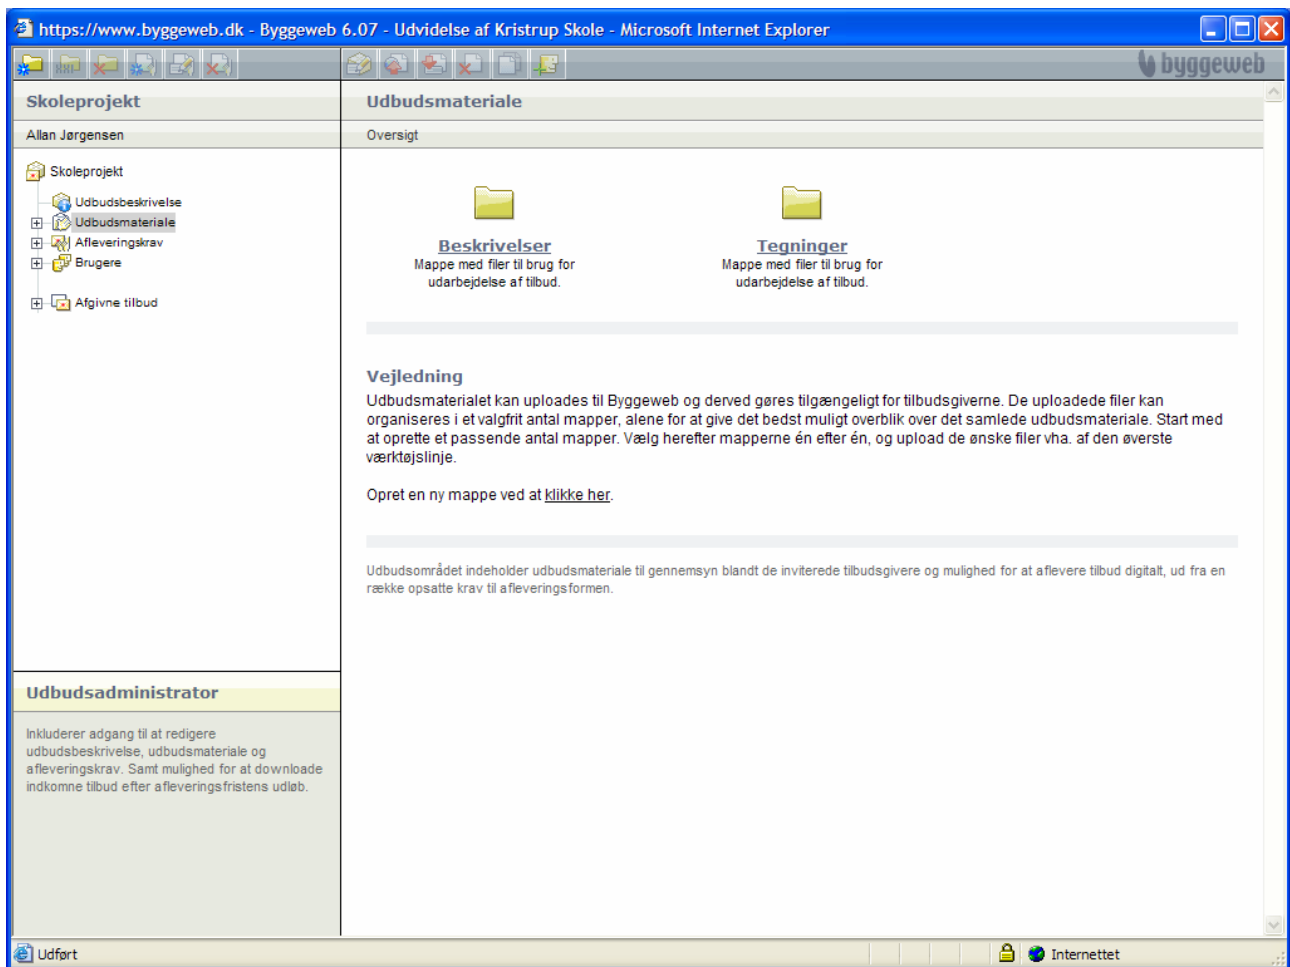 https://www.byggeweb.dk - Byggeweb 6.07 - Udvidelse af Kristrup Skole - Microsoft Internet Explorer
byggeweb
Skoleprojekt
Allan Jørgensen
Skoleprojekt
Udbudsbeskrivelse
Udbudsmateriale
Afleveringskrav
Brugere
Afgivne tilbud
Udbudsadministrator
Inkluderer adgang til at redigere
udbudsbeskrivelse, udbudsmateriale og
afleveringskrav. Samt mulighed for at downloade
indkomne tilbud efter afleveringsfristens udløb.
Udbudsmateriale
Oversigt
Beskrivelser
Mappe med filer til brug for
udarbejdelse af tilbud.
Tegninger
Mappe med filer til brug for
udarbejdelse af tilbud.
Vejledning
Udbudsmaterialet kan uploades til Byggeweb og derved gøres tilgængeligt for tilbudsgiverne. De uploadede filer kan
organiseres i et valgfrit antal mapper, alene for at give det bedst muligt overblik over det samlede udbudsmateriale. Start med
at oprette et passende antal mapper. Vælg herefter mapperne én efter én, og upload de ønske filer vha. af den øverste
værktøjslinje.
Opret en ny mappe ved at klikke her.
Udbudsområdet indeholder udbudsmateriale til gennemsyn blandt de inviterede tilbudsgivere og mulighed for at aflevere tilbud digitalt, ud fra en
række opsatte krav til afleveringsformen.
Udført
Internettet